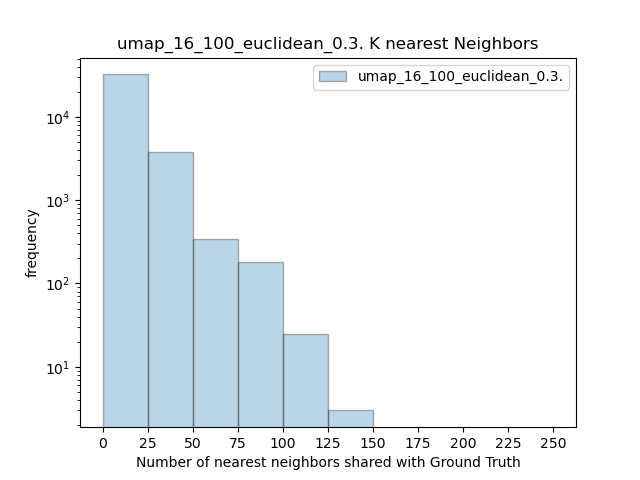 umap_16_100_euclidean_0.3. K nearest Neighbors
umap_16_100_euclidean_0.3.
frequency
10⁴
10³
10²
10¹
0 25 50 75 100 125 150 175 200 225 250
Number of nearest neighbors shared with Ground Truth